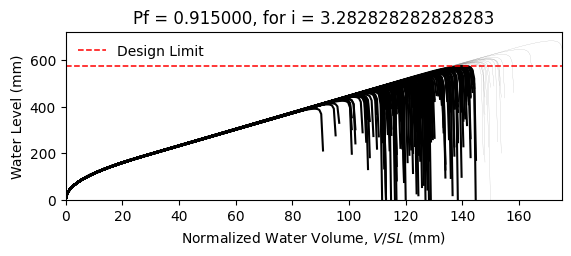 Pf = 0.915000, for i = 3.282828282828283
Design Limit
Water Level (mm)
600
400
200
0
0 20 40 60 80 100 120 140 160
Normalized Water Volume, V/SL (mm)